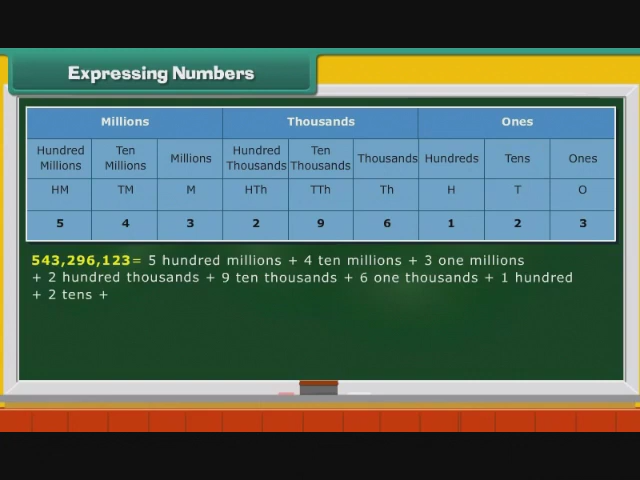 Expressing Numbers
Millions Thousands Ones
Hundred Millions Ten Millions Millions Hundred Thousands Ten Thousands Thousands Hundreds Tens Ones
HM TM M HTh TTh Th H T O
5 4 3 2 9 6 1 2 3
543,296,123= 5 hundred millions + 4 ten millions + 3 one millions
+ 2 hundred thousands + 9 ten thousands + 6 one thousands + 1 hundred
+ 2 tens +